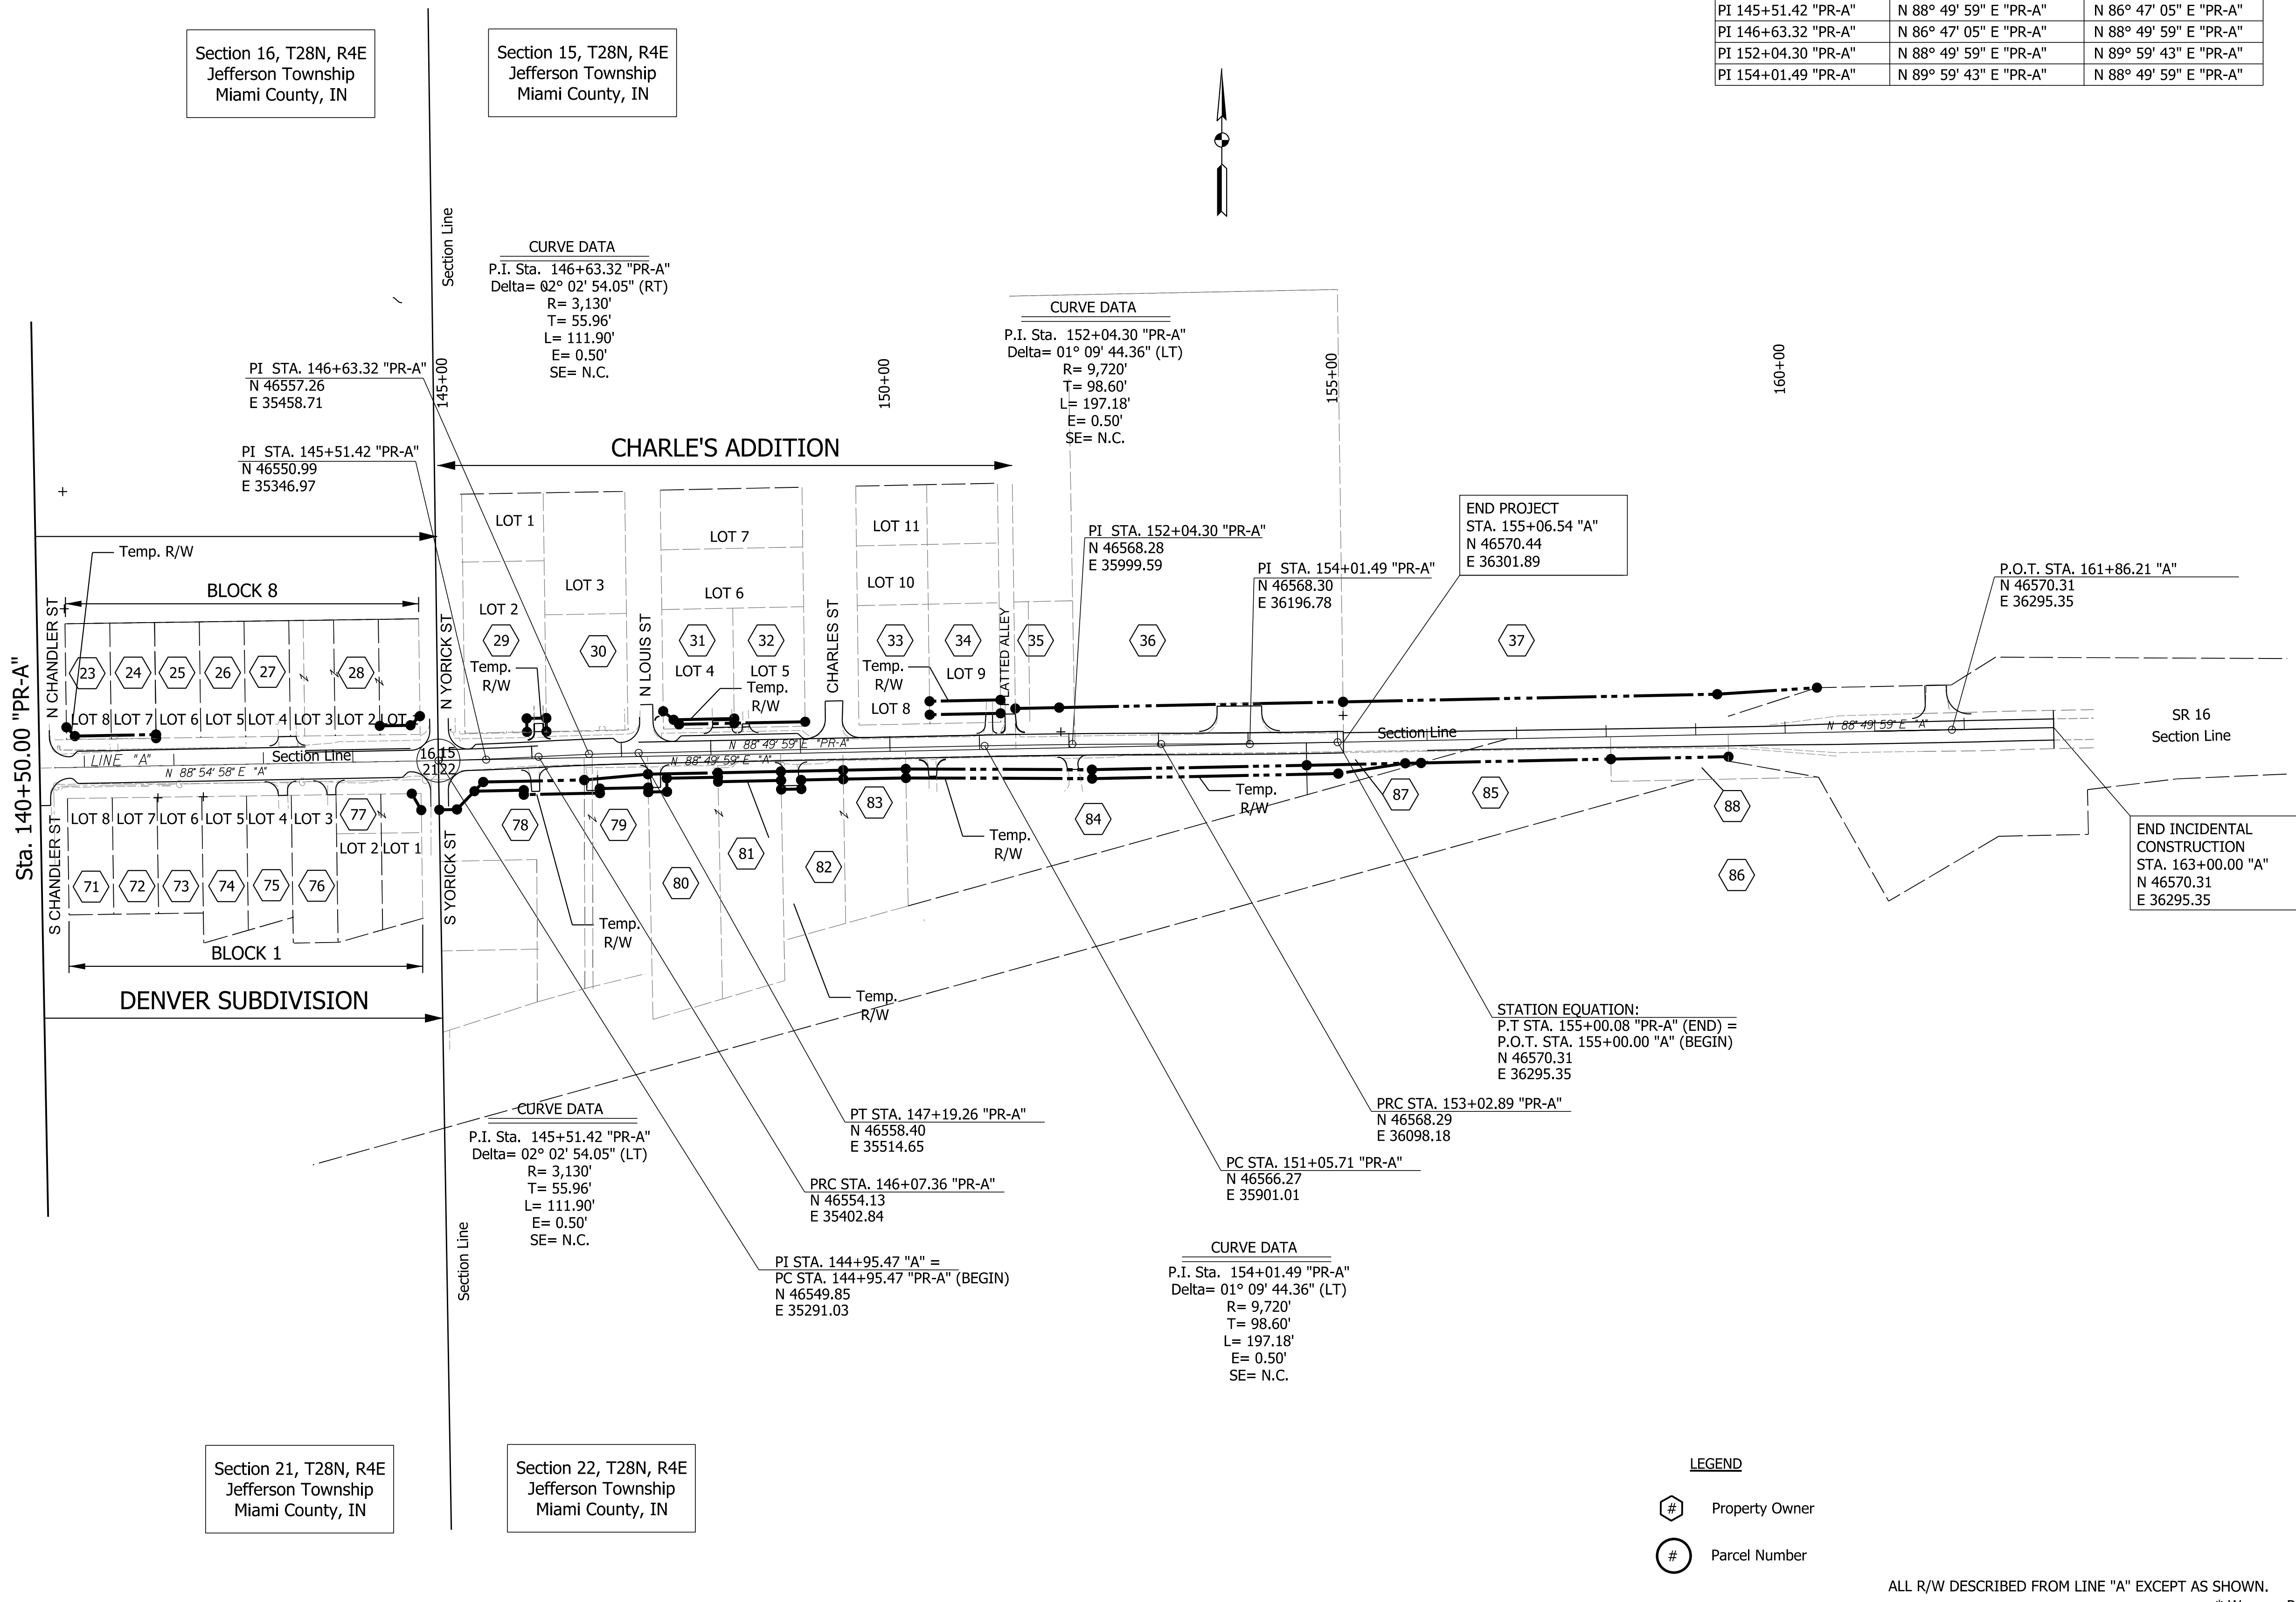 PI 145+51.42 "PR-A" N 88° 49' 59" E "PR-A" N 86° 47' 05" E "PR-A"
PI 146+63.32 "PR-A" N 86° 47' 05" E "PR-A" N 88° 49' 59" E "PR-A"
PI 152+04.30 "PR-A" N 88° 49' 59" E "PR-A" N 89° 59' 43" E "PR-A"
PI 154+01.49 "PR-A" N 89° 59' 43" E "PR-A" N 88° 49' 59" E "PR-A"
Section 16, T28N, R4E
Jefferson Township
Miami County, IN
Section 15, T28N, R4E
Jefferson Township
Miami County, IN
Section Line
CURVE DATA
P.I. Sta. 146+63.32 "PR-A"
Delta= 02° 02' 54.05" (RT)
R= 3,130'
T= 55.96'
L= 111.90'
E= 0.50'
SE= N.C.
CURVE DATA
P.I. Sta. 152+04.30 "PR-A"
Delta= 01° 09' 44.36" (LT)
R= 9,720'
T= 98.60'
L= 197.18'
E= 0.50'
SE= N.C.
145+00
150+00
155+00
160+00
PI STA. 146+63.32 "PR-A"
N 46557.26
E 35458.71
PI STA. 145+51.42 "PR-A"
N 46550.99
E 35346.97
CHARLE'S ADDITION
Temp. R/W
BLOCK 8
LOT 1
LOT 2
LOT 3
LOT 7
LOT 6
LOT 11
LOT 10
PI STA. 152+04.30 "PR-A"
N 46568.28
E 35999.59
PI STA. 154+01.49 "PR-A"
N 46568.30
E 36196.78
END PROJECT
STA. 155+06.54 "A"
N 46570.44
E 36301.89
P.O.T. STA. 161+86.21 "A"
N 46570.31
E 36295.35
Sta. 140+50.00 "PR-A"
N CHANDLER ST
N YORICK ST
N LOUIS ST
CHARLES ST
PLATTED ALLEY
23 24 25 26 27 28 29 30 31 32 33 34 35 36 37
LOT 4 LOT 5 LOT 9
Temp.
R/W
Temp.
R/W
Temp.
R/W
LOT 8
LOT 8 LOT 7 LOT 6 LOT 5 LOT 4 LOT 3 LOT 2 LOT
LINE "A"
N 88° 54' 58" E "A"
Section Line
16 15
21 22
N 88° 49' 59" E "PR-A"
N 88° 49' 59" E "A"
Section Line
N 88° 49' 59" E "A"
SR 16
Section Line
S CHANDLER ST
S YORICK ST
LOT 8 LOT 7 LOT 6 LOT 5 LOT 4 LOT 3
LOT 2 LOT 1
77 78 79 83 84 87 85 88
71 72 73 74 75 76 80 81 82 86
Temp.
R/W
Temp.
R/W
Temp.
R/W
Temp.
R/W
BLOCK 1
DENVER SUBDIVISION
END INCIDENTAL
CONSTRUCTION
STA. 163+00.00 "A"
N 46570.31
E 36295.35
STATION EQUATION:
P.T STA. 155+00.08 "PR-A" (END) =
P.O.T. STA. 155+00.00 "A" (BEGIN)
N 46570.31
E 36295.35
PRC STA. 153+02.89 "PR-A"
N 46568.29
E 36098.18
PC STA. 151+05.71 "PR-A"
N 46566.27
E 35901.01
PT STA. 147+19.26 "PR-A"
N 46558.40
E 35514.65
PRC STA. 146+07.36 "PR-A"
N 46554.13
E 35402.84
PI STA. 144+95.47 "A" =
PC STA. 144+95.47 "PR-A" (BEGIN)
N 46549.85
E 35291.03
CURVE DATA
P.I. Sta. 145+51.42 "PR-A"
Delta= 02° 02' 54.05" (LT)
R= 3,130'
T= 55.96'
L= 111.90'
E= 0.50'
SE= N.C.
Section Line
CURVE DATA
P.I. Sta. 154+01.49 "PR-A"
Delta= 01° 09' 44.36" (LT)
R= 9,720'
T= 98.60'
L= 197.18'
E= 0.50'
SE= N.C.
Section 21, T28N, R4E
Jefferson Township
Miami County, IN
Section 22, T28N, R4E
Jefferson Township
Miami County, IN
LEGEND
# Property Owner
# Parcel Number
ALL R/W DESCRIBED FROM LINE "A" EXCEPT AS SHOWN.